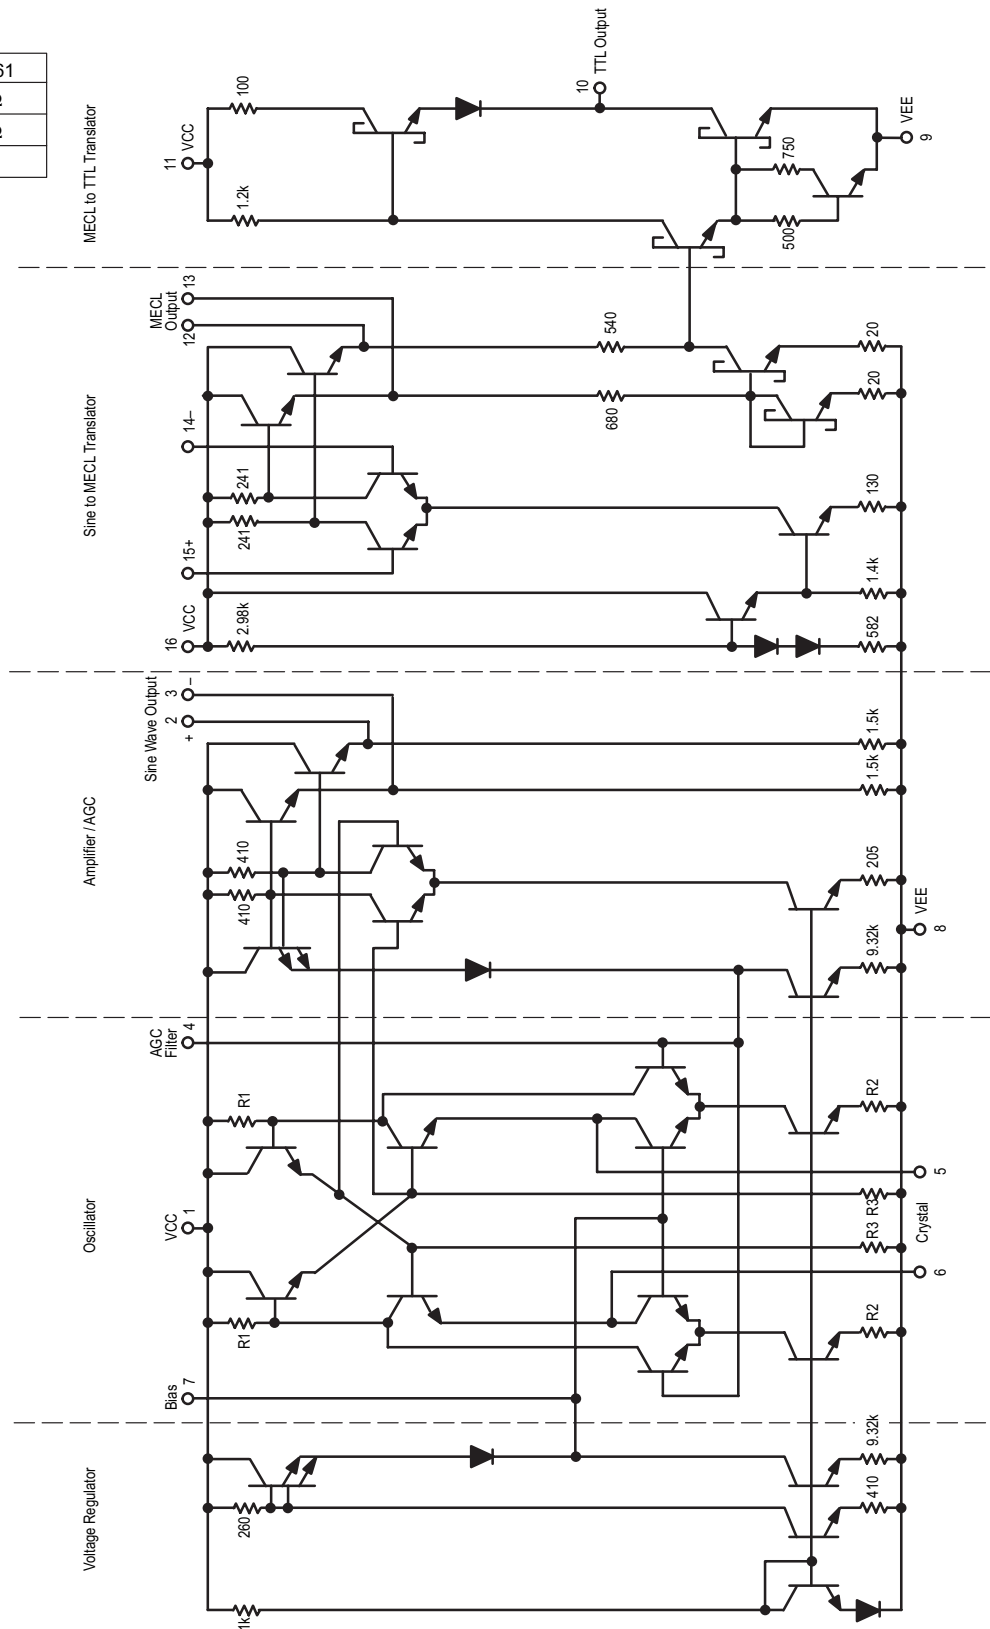 61
Ω
Ω
MECL to TTL Translator
11 VCC
100
1.2k
10 TTL Output
750
500
VEE
9
Sine to MECL Translator
MECL
Output
13
12
14–
15+
16 VCC
241
241
2.98k
540
680
20
20
130
1.4k
582
Amplifier / AGC
Sine Wave Output
3 –
2
+
410
410
1.5k
1.5k
205
VEE
8
9.32k
Oscillator
AGC
Filter 4
R1
VCC 1
R1
Bias 7
R2
5
R3
Crystal
R3
6
R2
Voltage Regulator
260
1k
9.32k
410